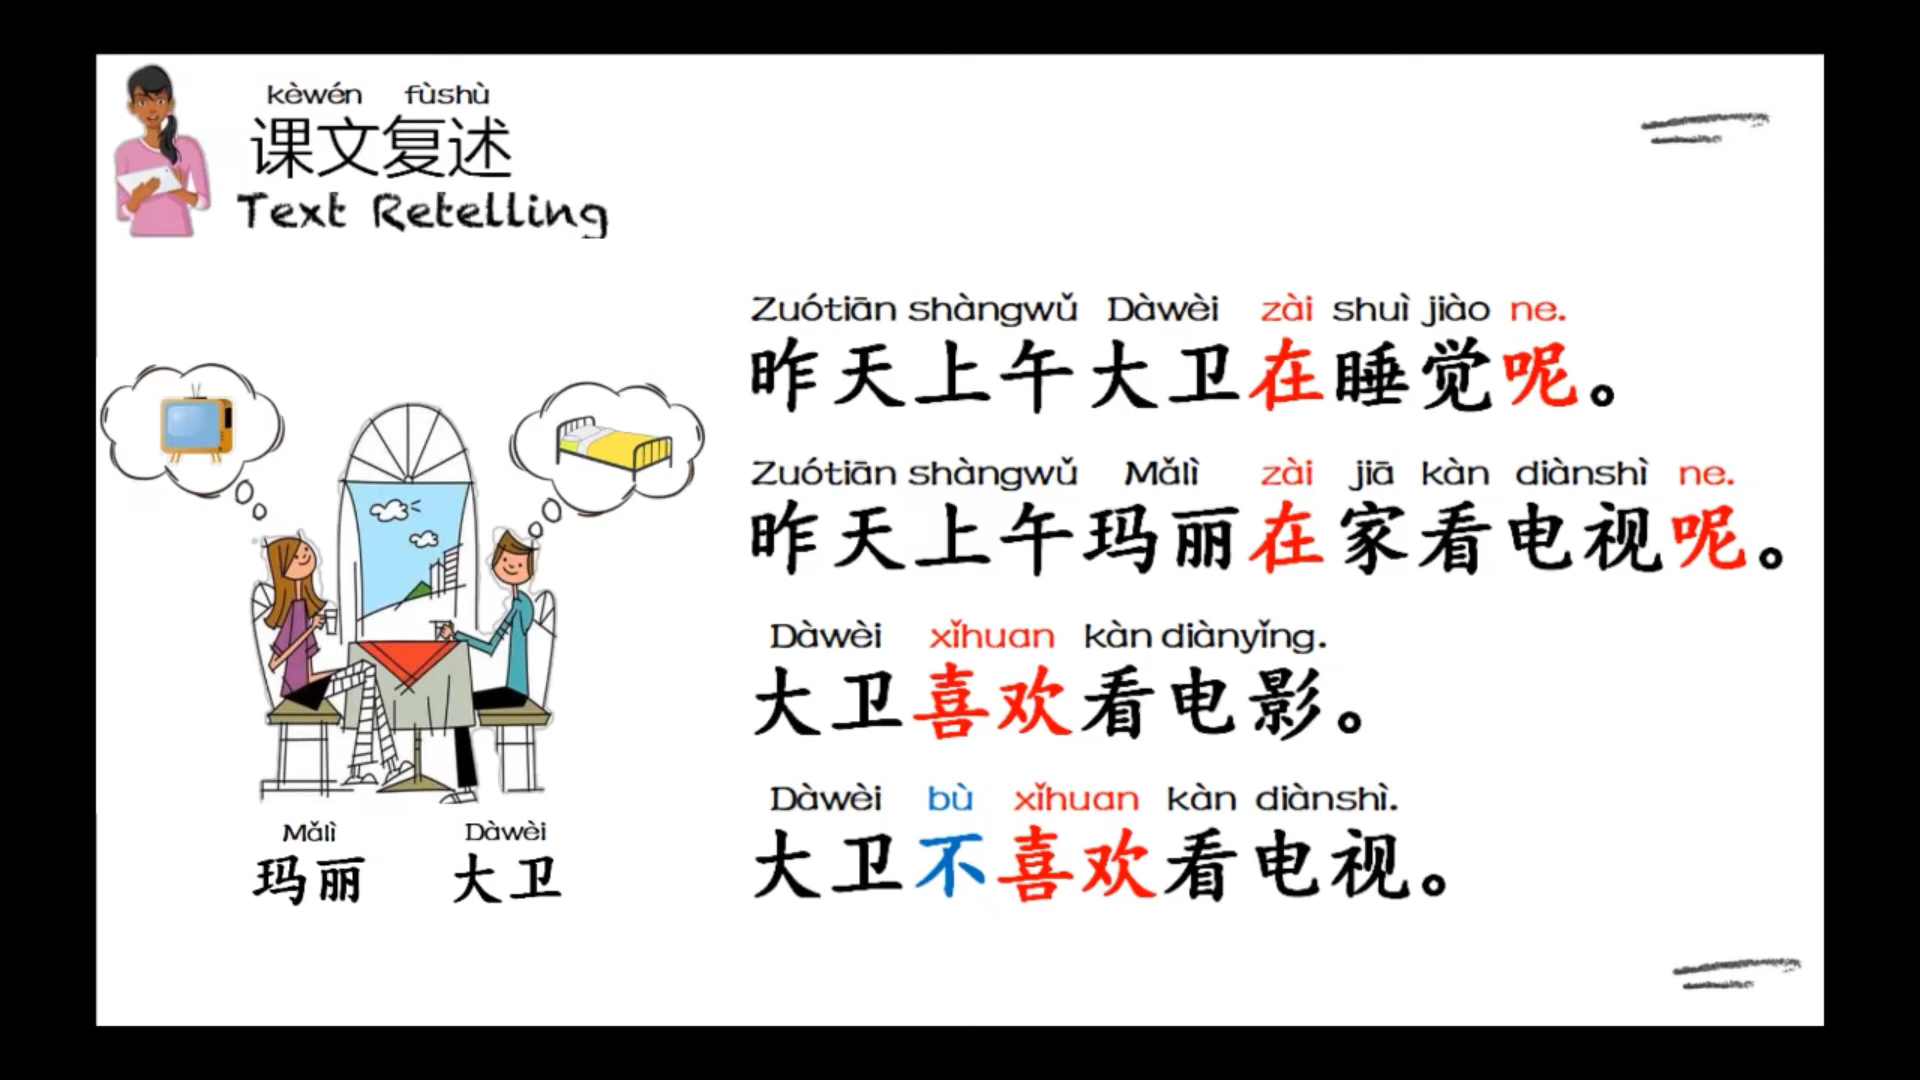 kèwén fùshù
课文复述
Text Retelling
Zuótiān shàngwǔ Dàwèi zài shuì jiào ne.
昨天上午大卫在睡觉呢。
Zuótiān shàngwǔ Mǎlì zài jiā kàn diànshì ne.
昨天上午玛丽在家看电视呢。
Dàwèi xǐhuan kàn diànyǐng.
大卫喜欢看电影。
Dàwèi bù xǐhuan kàn diànshì.
大卫不喜欢看电视。
Mǎlì Dàwèi
玛丽 大卫